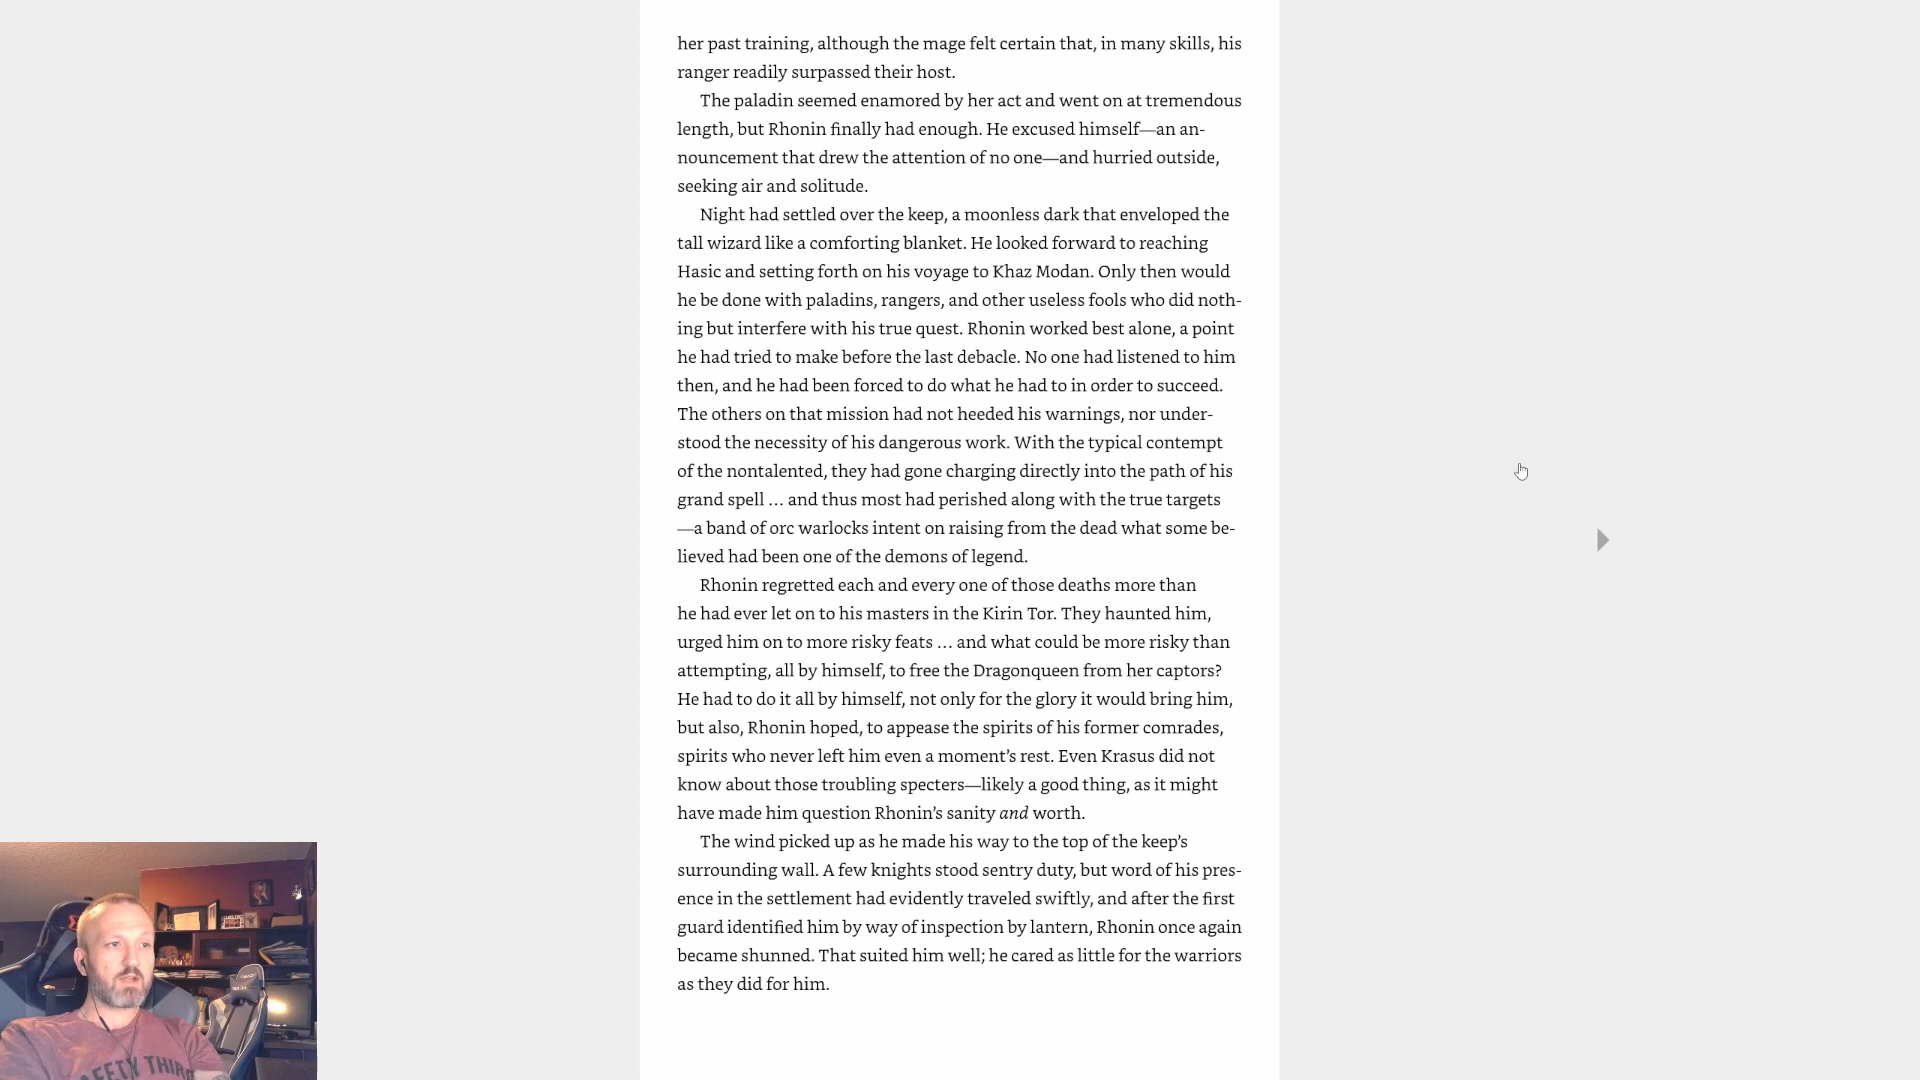 her past training, although the mage felt certain that, in many skills, his
ranger readily surpassed their host.
The paladin seemed enamored by her act and went on at tremendous
length, but Rhonin finally had enough. He excused himself—an an-
nouncement that drew the attention of no one—and hurried outside,
seeking air and solitude.
Night had settled over the keep, a moonless dark that enveloped the
tall wizard like a comforting blanket. He looked forward to reaching
Hasic and setting forth on his voyage to Khaz Modan. Only then would
he be done with paladins, rangers, and other useless fools who did noth-
ing but interfere with his true quest. Rhonin worked best alone, a point
he had tried to make before the last debacle. No one had listened to him
then, and he had been forced to do what he had to in order to succeed.
The others on that mission had not heeded his warnings, nor under-
stood the necessity of his dangerous work. With the typical contempt
of the nontalented, they had gone charging directly into the path of his
grand spell … and thus most had perished along with the true targets
—a band of orc warlocks intent on raising from the dead what some be-
lieved had been one of the demons of legend.
Rhonin regretted each and every one of those deaths more than
he had ever let on to his masters in the Kirin Tor. They haunted him,
urged him on to more risky feats … and what could be more risky than
attempting, all by himself, to free the Dragonqueen from her captors?
He had to do it all by himself, not only for the glory it would bring him,
but also, Rhonin hoped, to appease the spirits of his former comrades,
spirits who never left him even a moment’s rest. Even Krasus did not
know about those troubling specters—likely a good thing, as it might
have made him question Rhonin’s sanity and worth.
The wind picked up as he made his way to the top of the keep’s
surrounding wall. A few knights stood sentry duty, but word of his pres-
ence in the settlement had evidently traveled swiftly, and after the first
guard identified him by way of inspection by lantern, Rhonin once again
became shunned. That suited him well; he cared as little for the warriors
as they did for him.